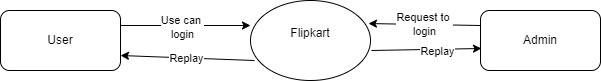 User
Use can
login
Replay
Flipkart
Request to
login
Replay
Admin